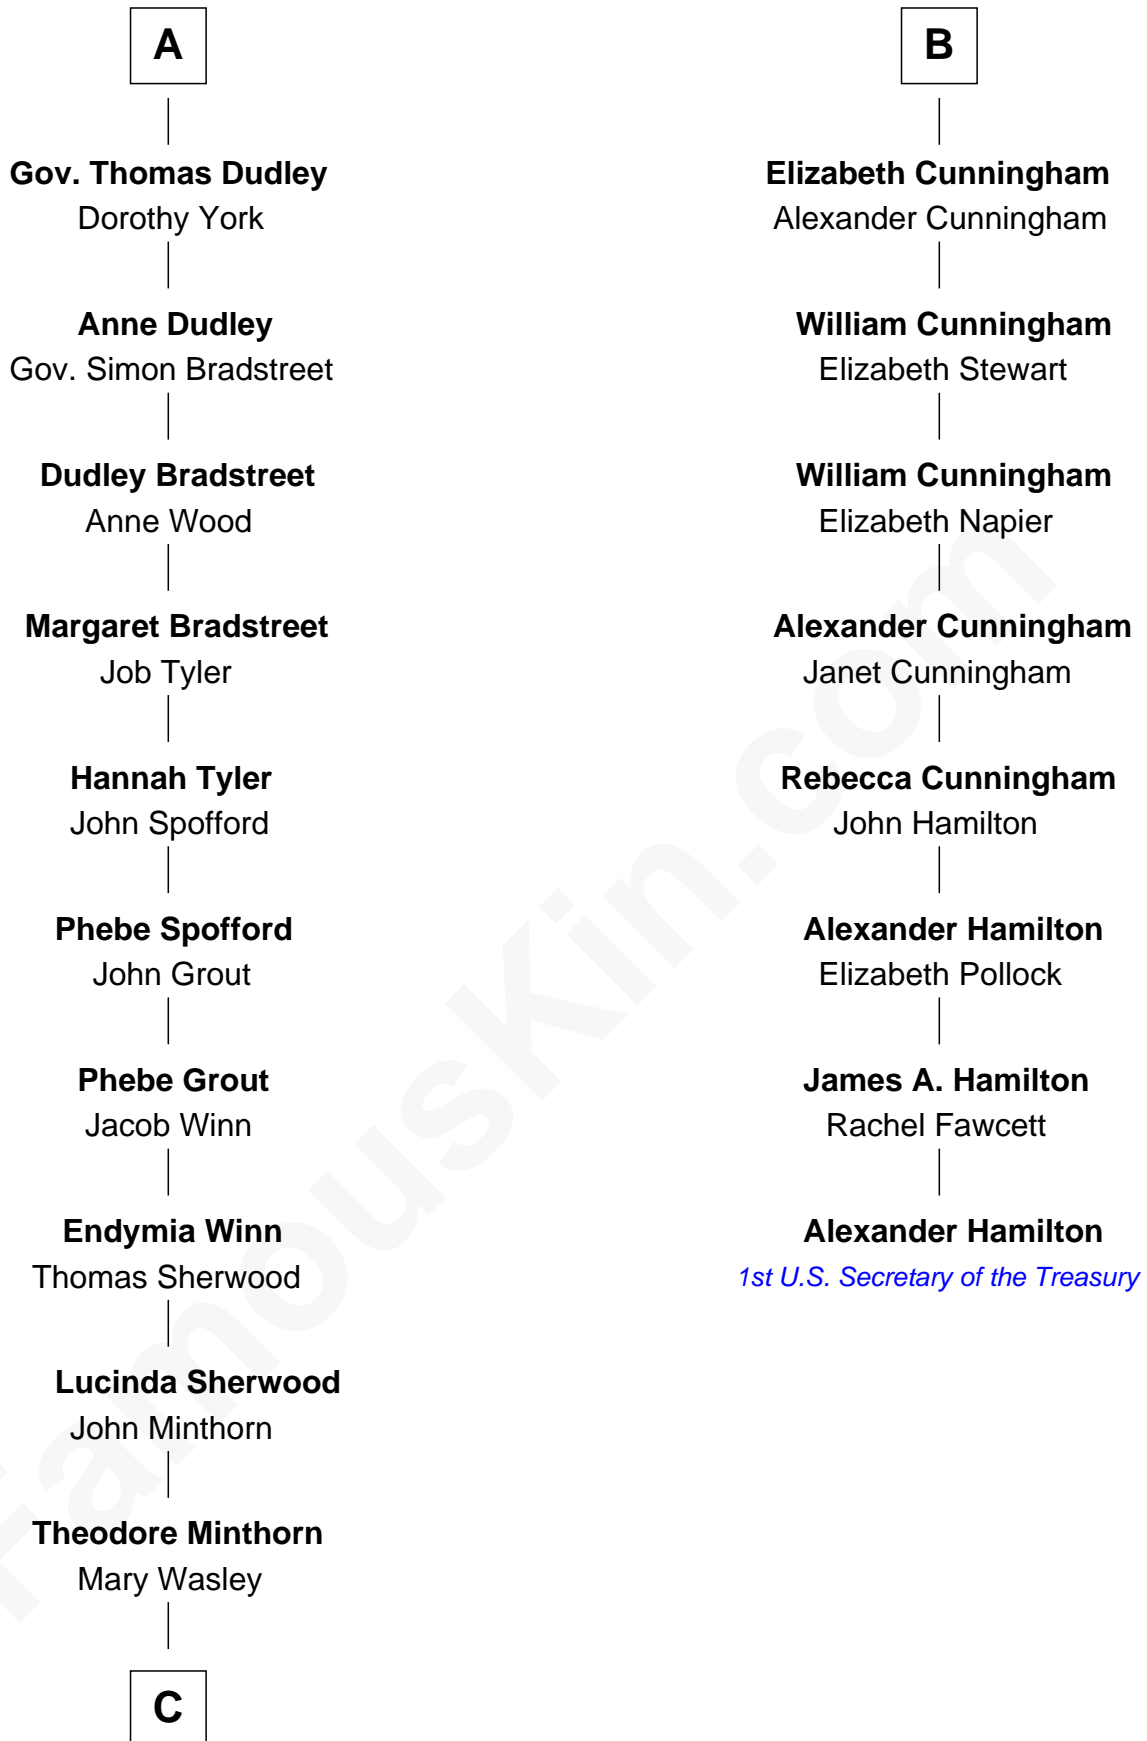 A
Gov. Thomas Dudley
Dorothy York
Anne Dudley
Gov. Simon Bradstreet
Dudley Bradstreet
Anne Wood
Margaret Bradstreet
Job Tyler
Hannah Tyler
John Spofford
Phebe Spofford
John Grout
Phebe Grout
Jacob Winn
Endymia Winn
Thomas Sherwood
Lucinda Sherwood
John Minthorn
Theodore Minthorn
Mary Wasley
C
B
Elizabeth Cunningham
Alexander Cunningham
William Cunningham
Elizabeth Stewart
William Cunningham
Elizabeth Napier
Alexander Cunningham
Janet Cunningham
Rebecca Cunningham
John Hamilton
Alexander Hamilton
Elizabeth Pollock
James A. Hamilton
Rachel Fawcett
Alexander Hamilton
1st U.S. Secretary of the Treasury
FamousKin.com